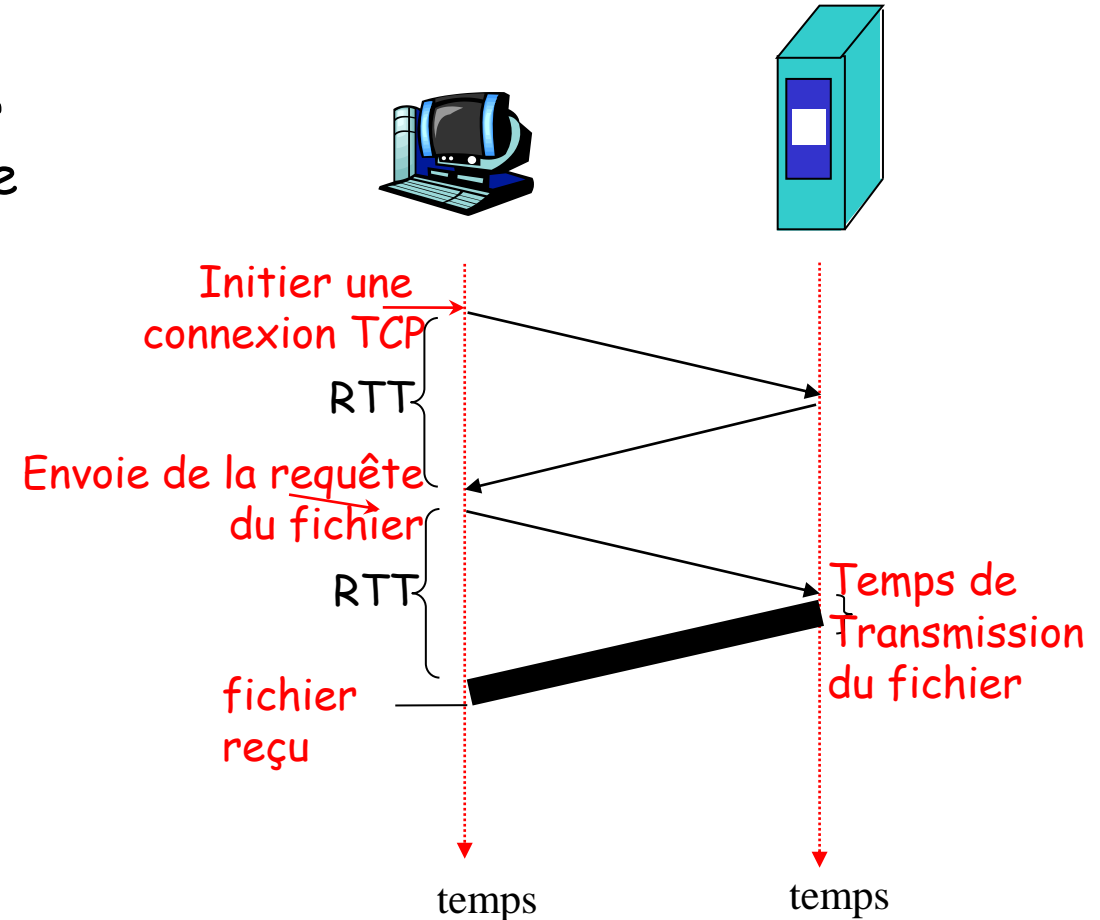 e
Initier une
connexion TCP
RTT
Envoie de la requête
du fichier
RTT
Temps de
Transmission
du fichier
fichier
reçu
temps
temps